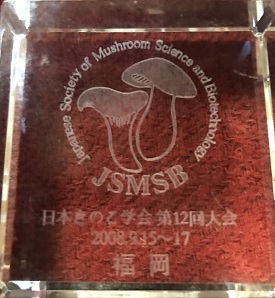 Japanese Society of Mushroom Science and Biotechnology
JSMSB
日本きのこ学会 第12回大会
2008.9.15〜17
福岡